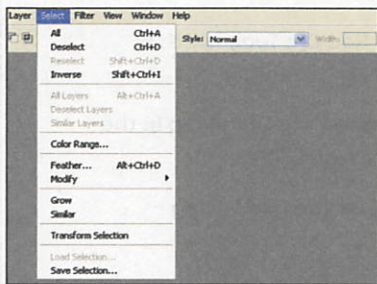 Layer Select Filter View Window Help
All Ctrl+A
Deselect Ctrl+D
Reselect Shift+Ctrl+D
Inverse Shift+Ctrl+I
All Layers Alt+Ctrl+A
Deselect Layers
Similar Layers
Color Range...
Feather... Alt+Ctrl+D
Modify
Grow
Similar
Transform Selection
Load Selection...
Save Selection...
Style: Normal Width: